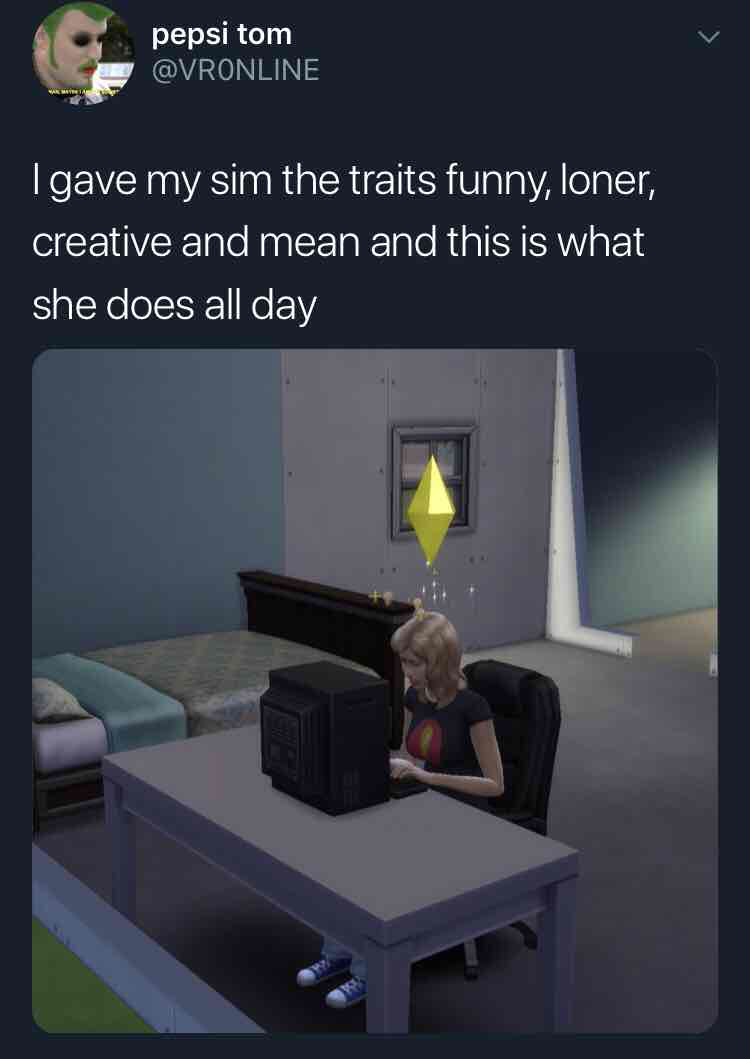 pepsi tom
@VR0NLINE
I gave my sim the traits funny, loner,
creative and mean and this is what
she does all day